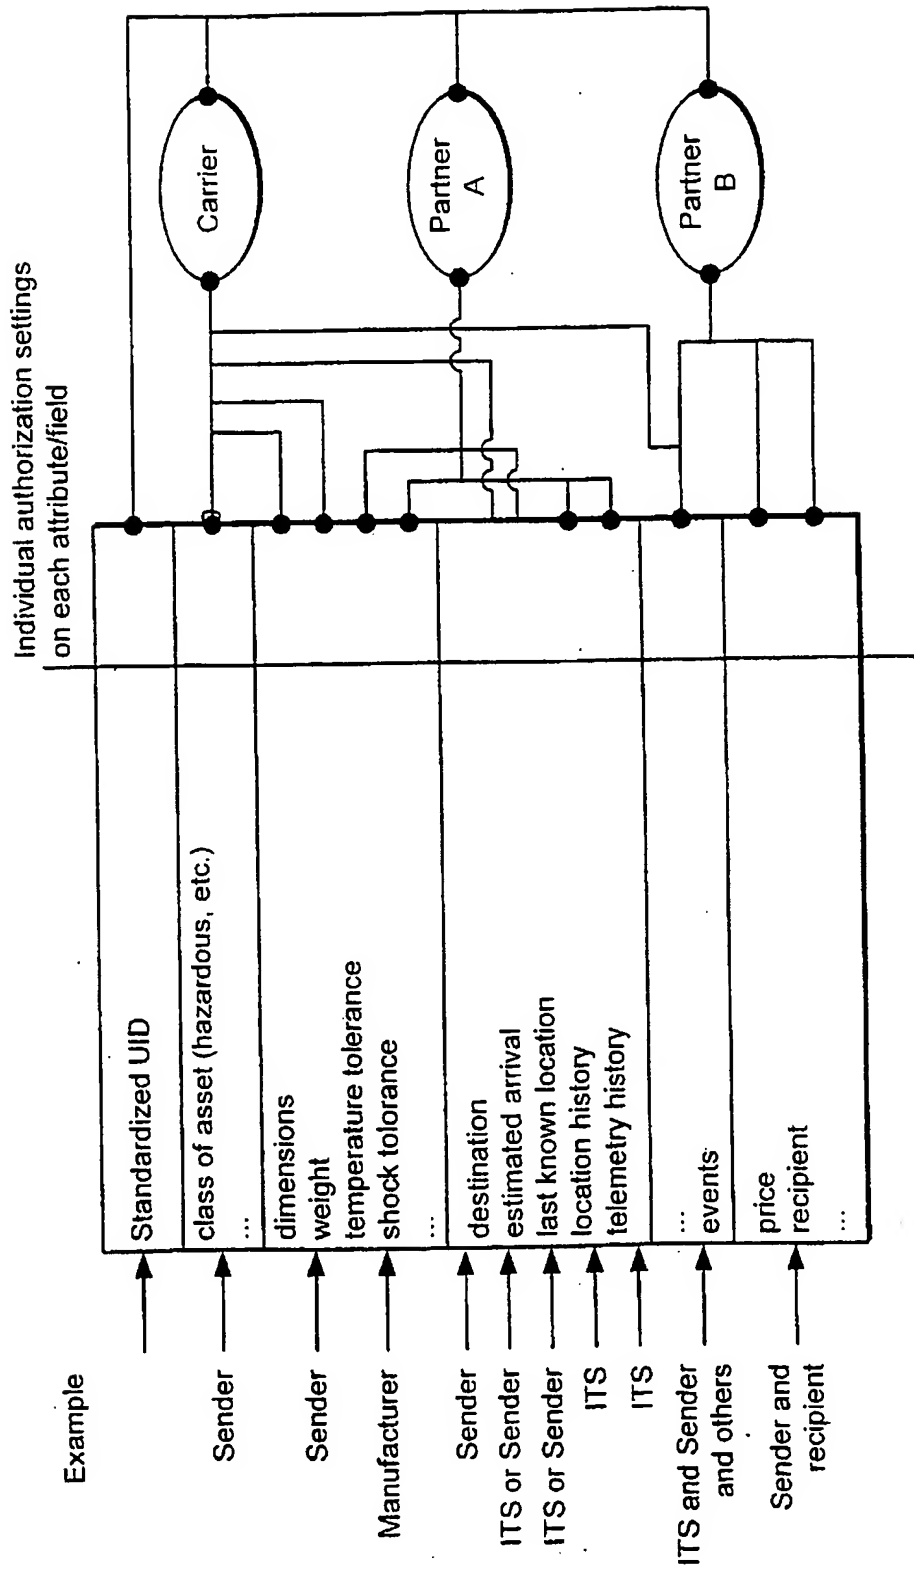 Example
Individual authorization settings
on each attribute/field
Sender
Sender
Manufacturer
Sender
ITS or Sender
ITS or Sender
ITS
ITS
ITS and Sender
and others
Sender and
recipient
Standardized UID
class of asset (hazardous, etc.)
...
dimensions
weight
temperature tolerance
shock tolorance
...
destination
estimated arrival
last known location
location history
telemetry history
...
events
price
recipient
...
Carrier
Partner
A
Partner
B